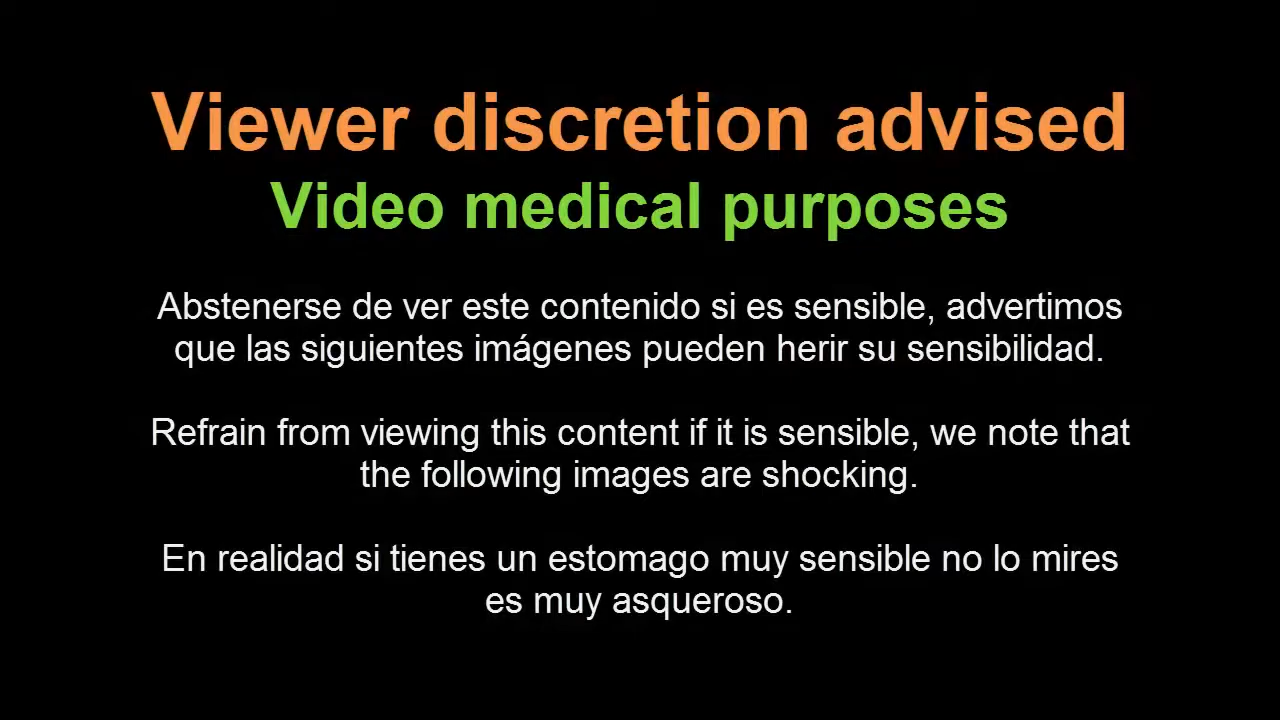 Viewer discretion advised
Video medical purposes
Abstenerse de ver este contenido si es sensible, advertimos
que las siguientes imágenes pueden herir su sensibilidad.
Refrain from viewing this content if it is sensible, we note that
the following images are shocking.
En realidad si tienes un estomago muy sensible no lo mires
es muy asqueroso.